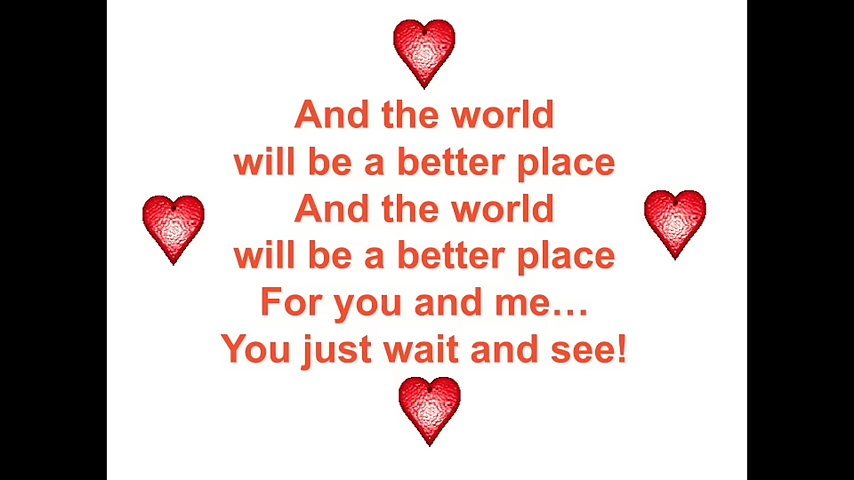 And the world
will be a better place
And the world
will be a better place
For you and me…
You just wait and see!